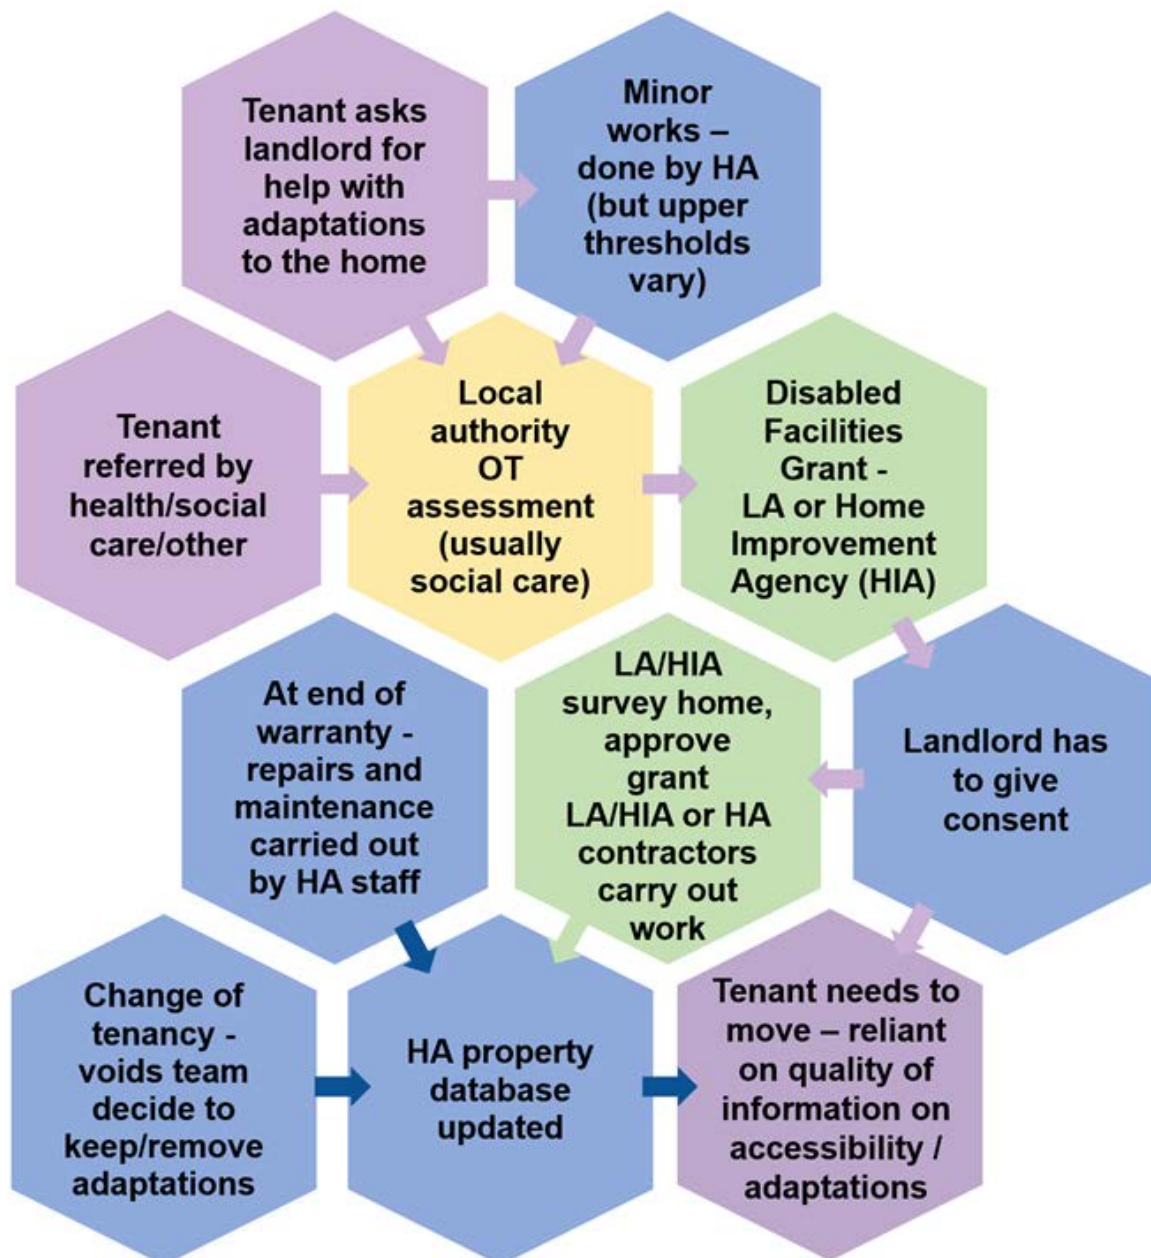 Tenant asks
landlord for
help with
adaptations
to the home
Minor
works –
done by HA
(but upper
thresholds
vary)
Tenant
referred by
health/social
care/other
Local
authority
OT
assessment
(usually
social care)
Disabled
Facilities
Grant -
LA or Home
Improvement
Agency (HIA)
At end of
warranty -
repairs and
maintenance
carried out
by HA staff
LA/HIA
survey home,
approve
grant
LA/HIA or HA
contractors
carry out
work
Landlord has
to give
consent
Change of
tenancy -
voids team
decide to
keep/remove
adaptations
HA property
database
updated
Tenant needs to
move – reliant
on quality of
information on
accessibility /
adaptations